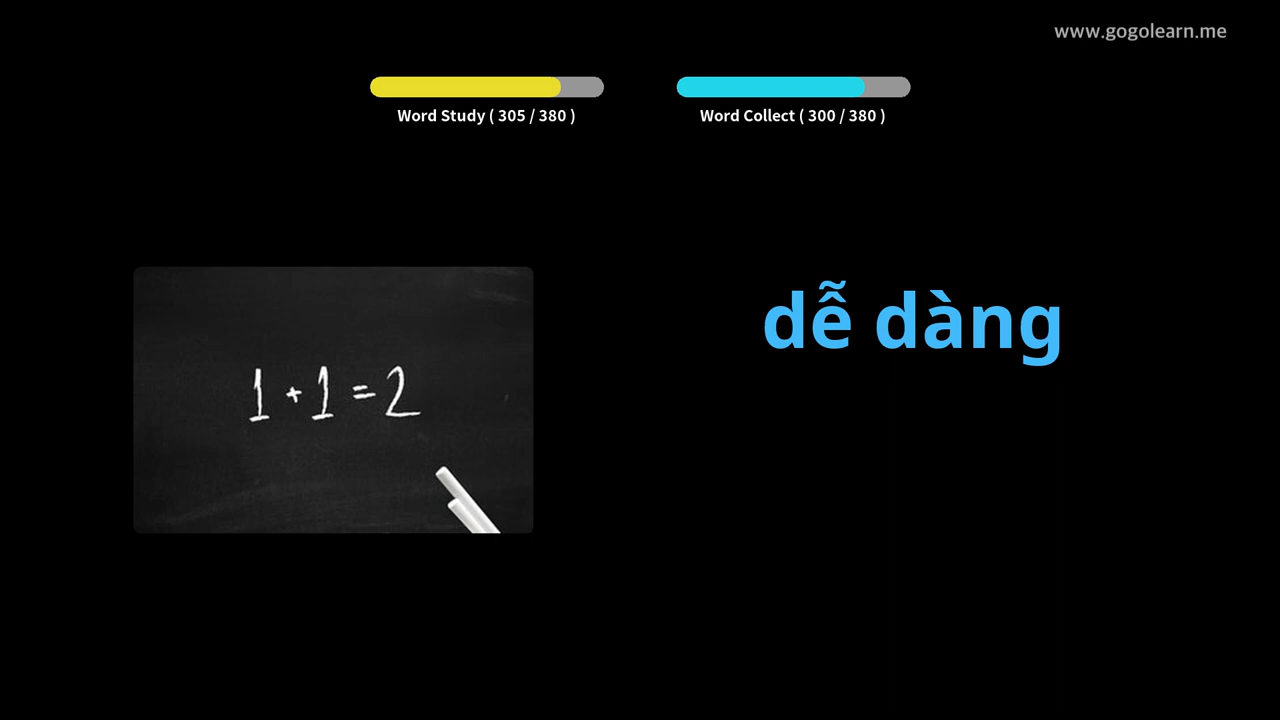 www.gogolearn.me
Word Study ( 305 / 380 )
Word Collect ( 300 / 380 )
1 + 1 = 2
dễ dàng